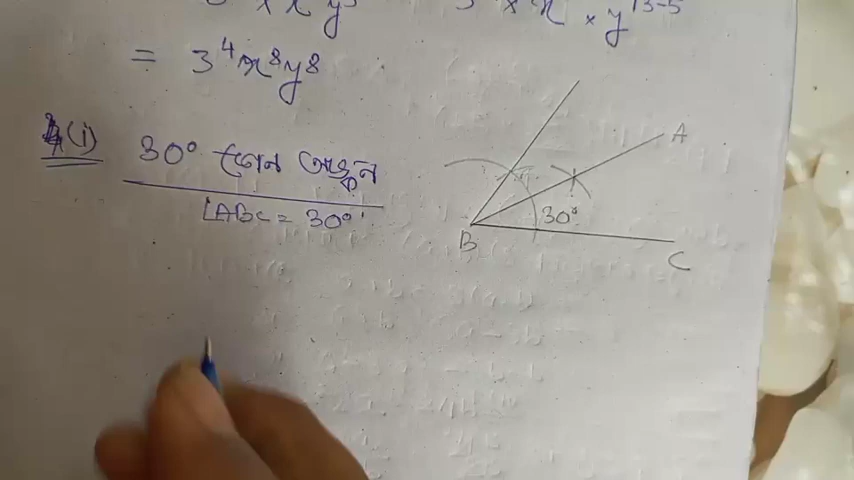 = 3⁴x⁸y⁸
4(i) 30° কোন অঙ্কন
∠ABC = 30°
A
30°
B
C